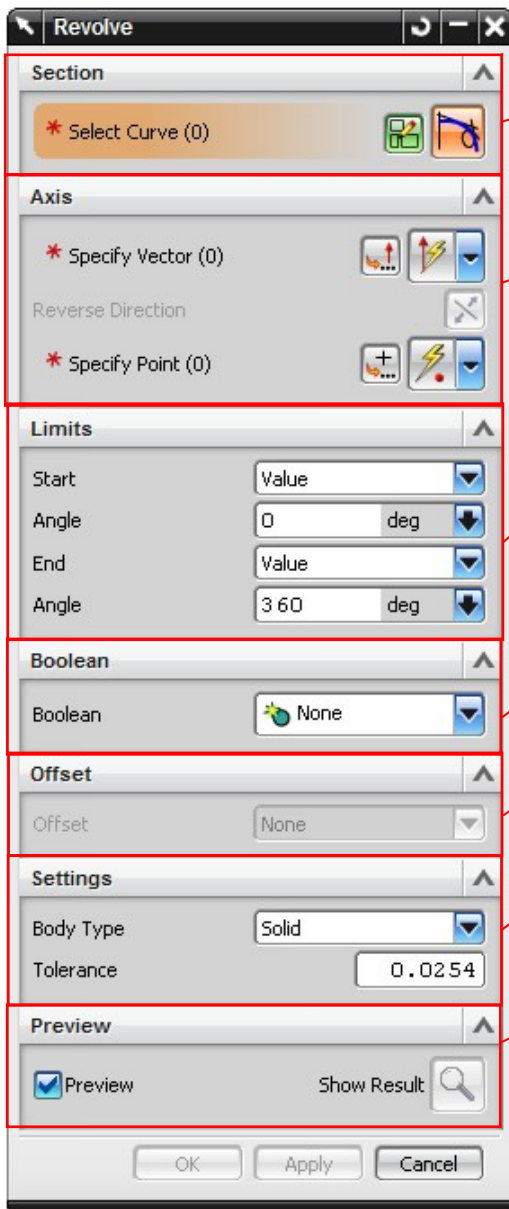 Revolve
Section
* Select Curve (0)
Axis
* Specify Vector (0)
Reverse Direction
* Specify Point (0)
Limits
Start Value
Angle 0 deg
End Value
Angle 360 deg
Boolean
Boolean None
Offset
Offset None
Settings
Body Type Solid
Tolerance 0.0254
Preview
Preview Show Result
OK Apply Cancel